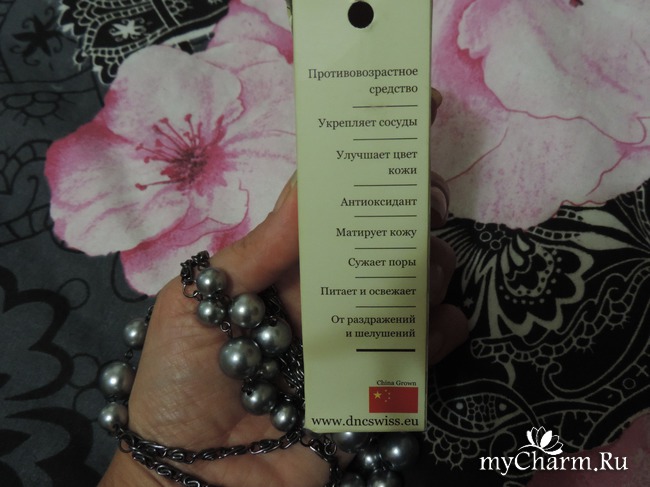 Противовозрастное
средство
Укрепляет сосуды
Улучшает цвет
кожи
Антиоксидант
Матирует кожу
Сужает поры
Питает и освежает
От раздражений
и шелушений
China Grown
www.dncswiss.eu
myCharm.Ru